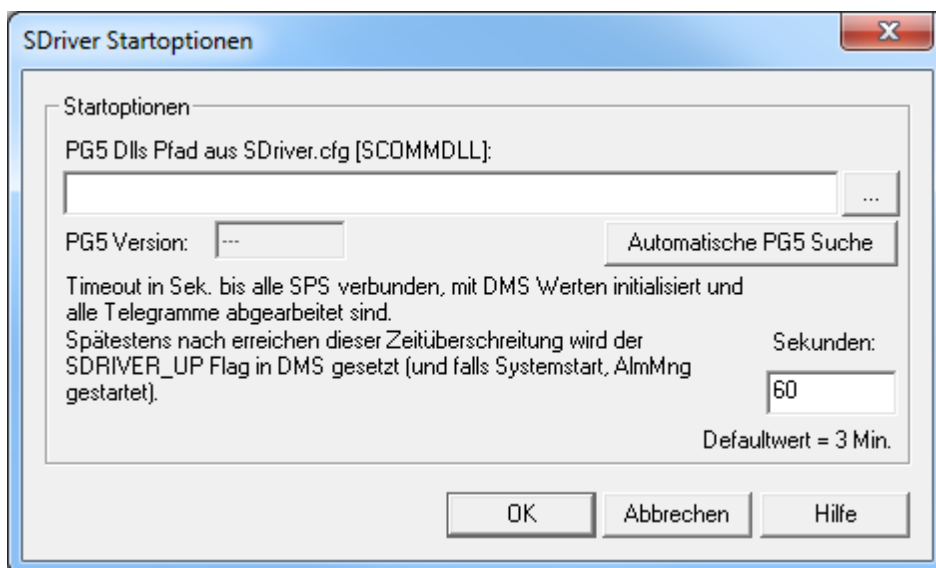 SDriver Startoptionen
Startoptionen
PG5 Dlls Pfad aus SDriver.cfg [SCOMMDLL]:
...
PG5 Version:
---
Automatische PG5 Suche
Timeout in Sek. bis alle SPS verbunden, mit DMS Werten initialisiert und
alle Telegramme abgearbeitet sind.
Spätestens nach erreichen dieser Zeitüberschreitung wird der
SDRIVER_UP Flag in DMS gesetzt (und falls Systemstart, AlmMng
gestartet).
Sekunden:
60
Defaultwert = 3 Min.
OK
Abbrechen
Hilfe